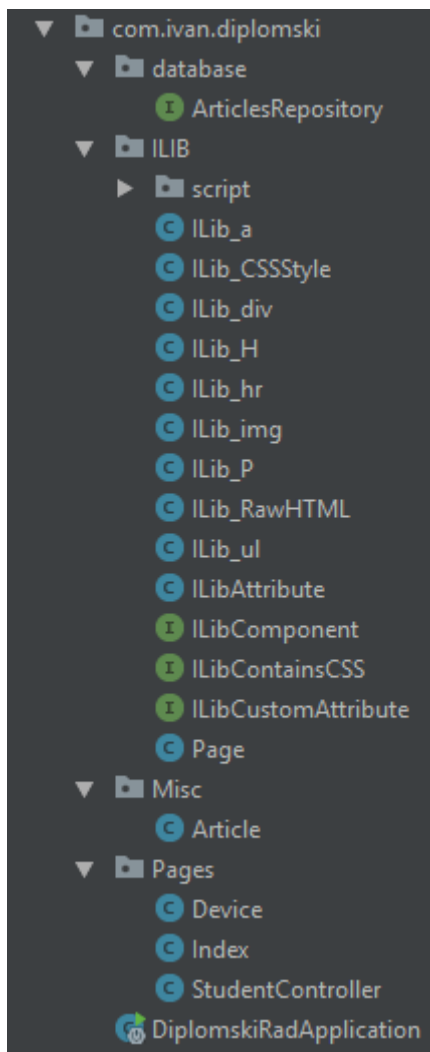 com.ivan.diplomski
database
I ArticlesRepository
ILIB
script
C ILib_a
C ILib_CSSStyle
C ILib_div
C ILib_H
C ILib_hr
C ILib_img
C ILib_P
C ILib_RawHTML
C ILib_ul
C ILibAttribute
I ILibComponent
I ILibContainsCSS
I ILibCustomAttribute
C Page
Misc
C Article
Pages
C Device
C Index
C StudentController
DiplomskiRadApplication